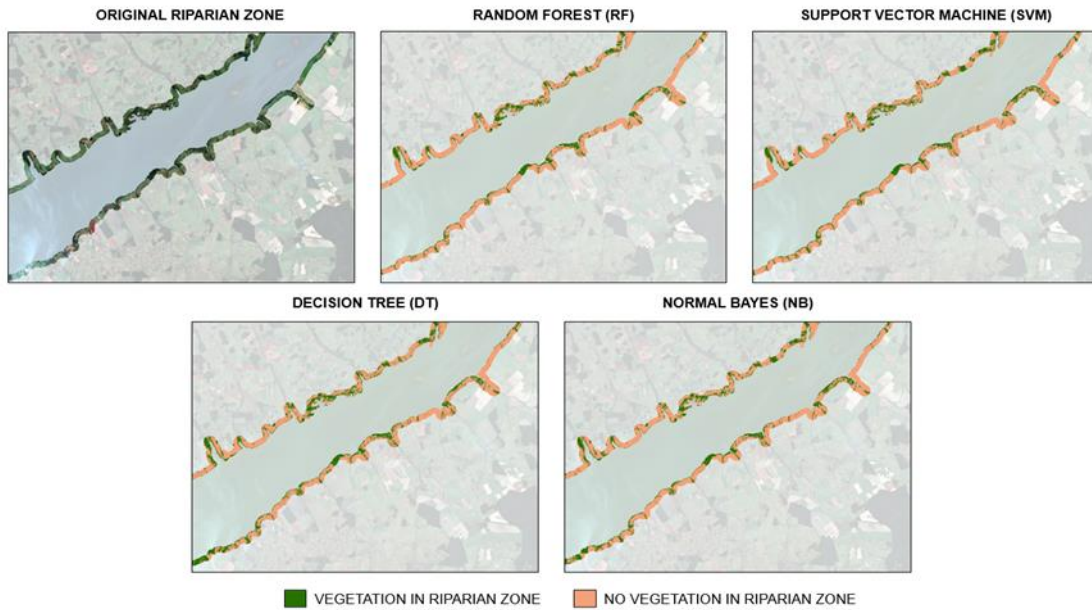 ORIGINAL RIPARIAN ZONE
RANDOM FOREST (RF)
SUPPORT VECTOR MACHINE (SVM)
DECISION TREE (DT)
NORMAL BAYES (NB)
VEGETATION IN RIPARIAN ZONE
NO VEGETATION IN RIPARIAN ZONE